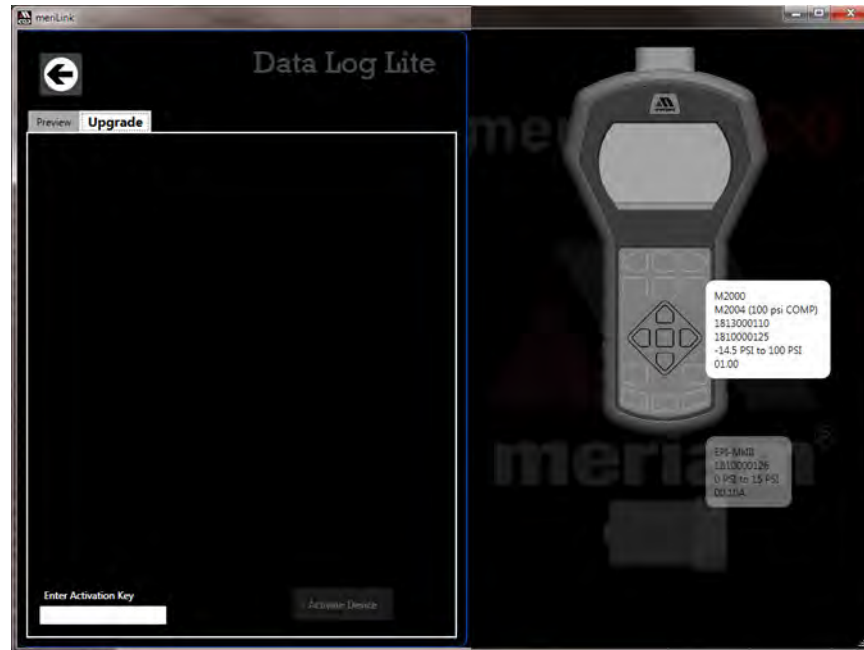 meriLink
Data Log Lite
Preview
Upgrade
M2000
M2004 (100 psi COMP)
1813000110
1810000125
-14.5 PSI to 100 PSI
01.00
meriam®
EPI-MkIII
1810000126
0 PSI to 15 PSI
00.10A
Enter Activation Key
Activate Device